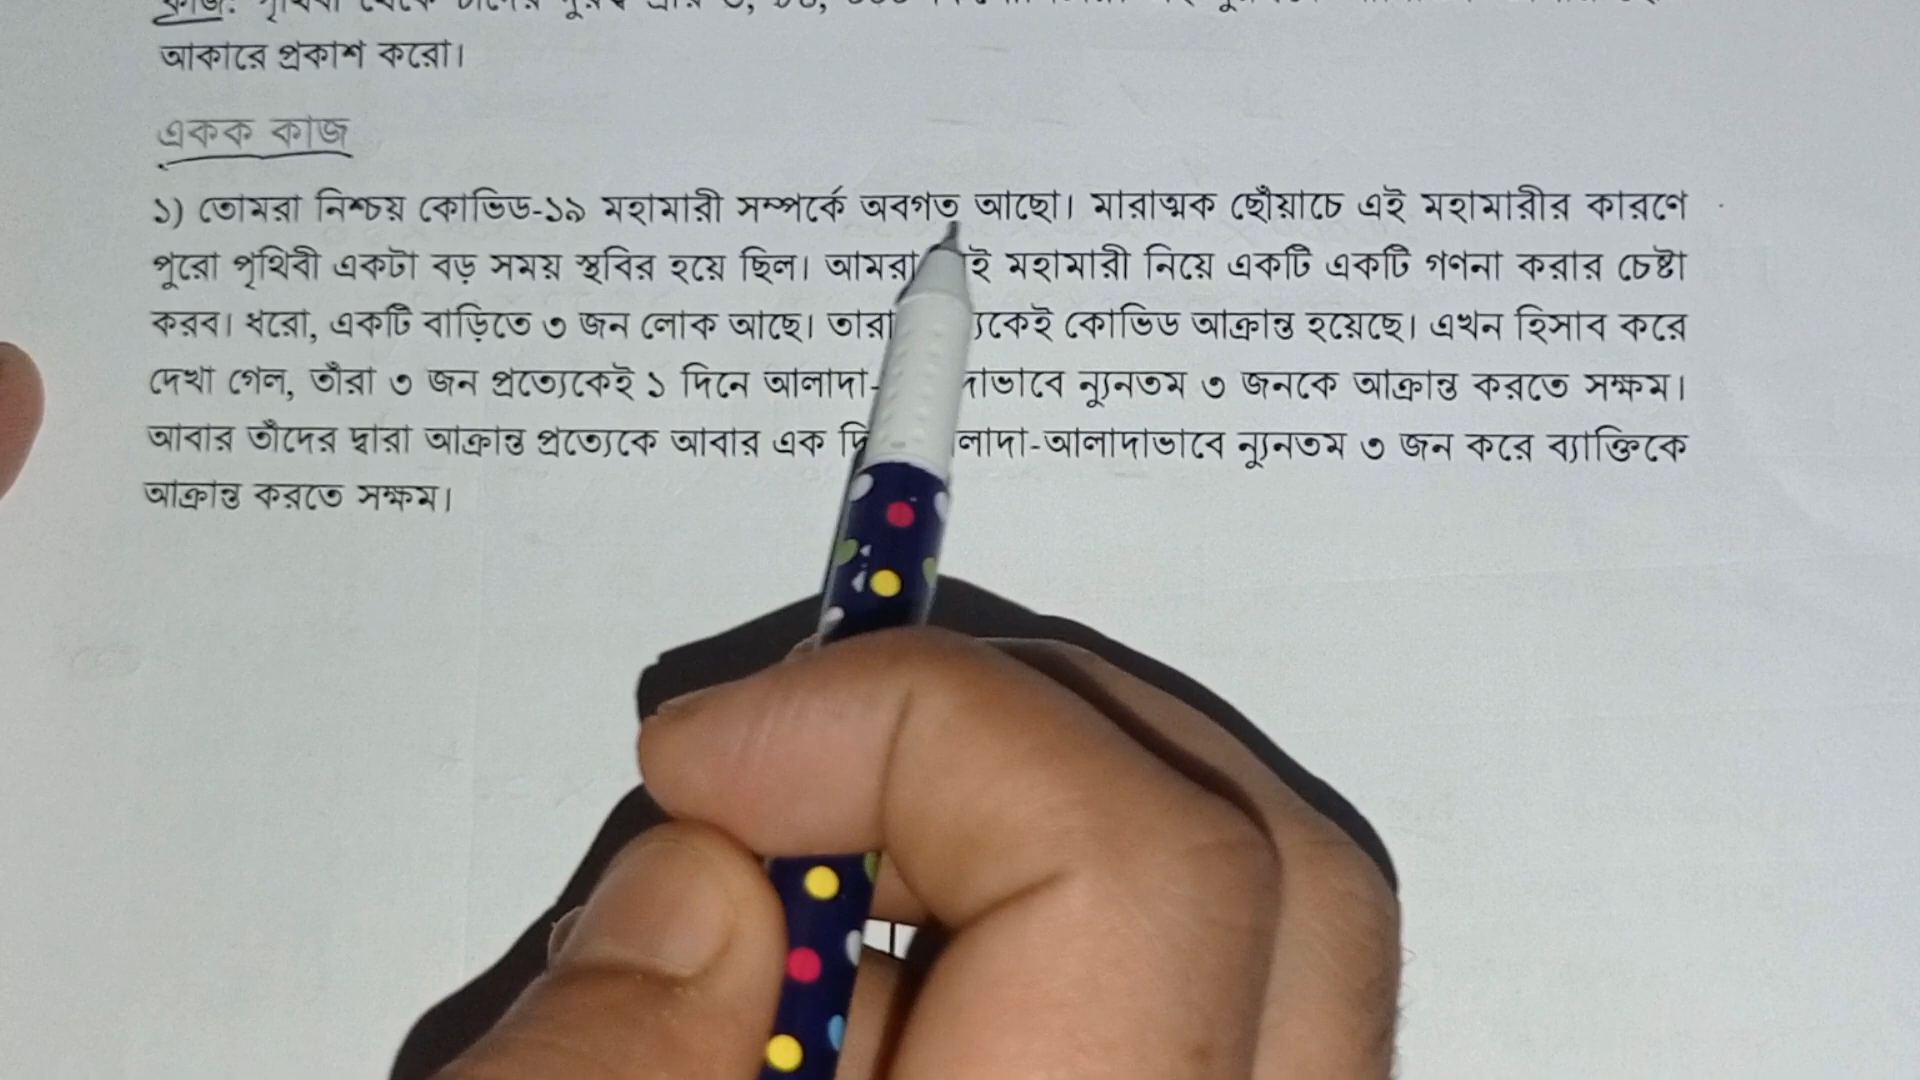 আকারে প্রকাশ করো।
একক কাজ
১) তোমরা নিশ্চয় কোভিড-১৯ মহামারী সম্পর্কে অবগত আছো। মারাত্মক ছোঁয়াচে এই মহামারীর কারণে
পুরো পৃথিবী একটা বড় সময় স্থবির হয়ে ছিল। আমরা মহামারী নিয়ে একটি একটি গণনা করার চেষ্টা
করব। ধরো, একটি বাড়িতে ৩ জন লোক আছে। তারা কোভিড আক্রান্ত হয়েছে। এখন হিসাব করে
দেখা গেল, তাঁরা ৩ জন প্রত্যেকেই ১ দিনে আলাদা- ন্যুনতম ৩ জনকে আক্রান্ত করতে সক্ষম।
আবার তাঁদের দ্বারা আক্রান্ত প্রত্যেকে আবার এক আলাদাভাবে ন্যুনতম ৩ জন করে ব্যাক্তিকে
আক্রান্ত করতে সক্ষম।